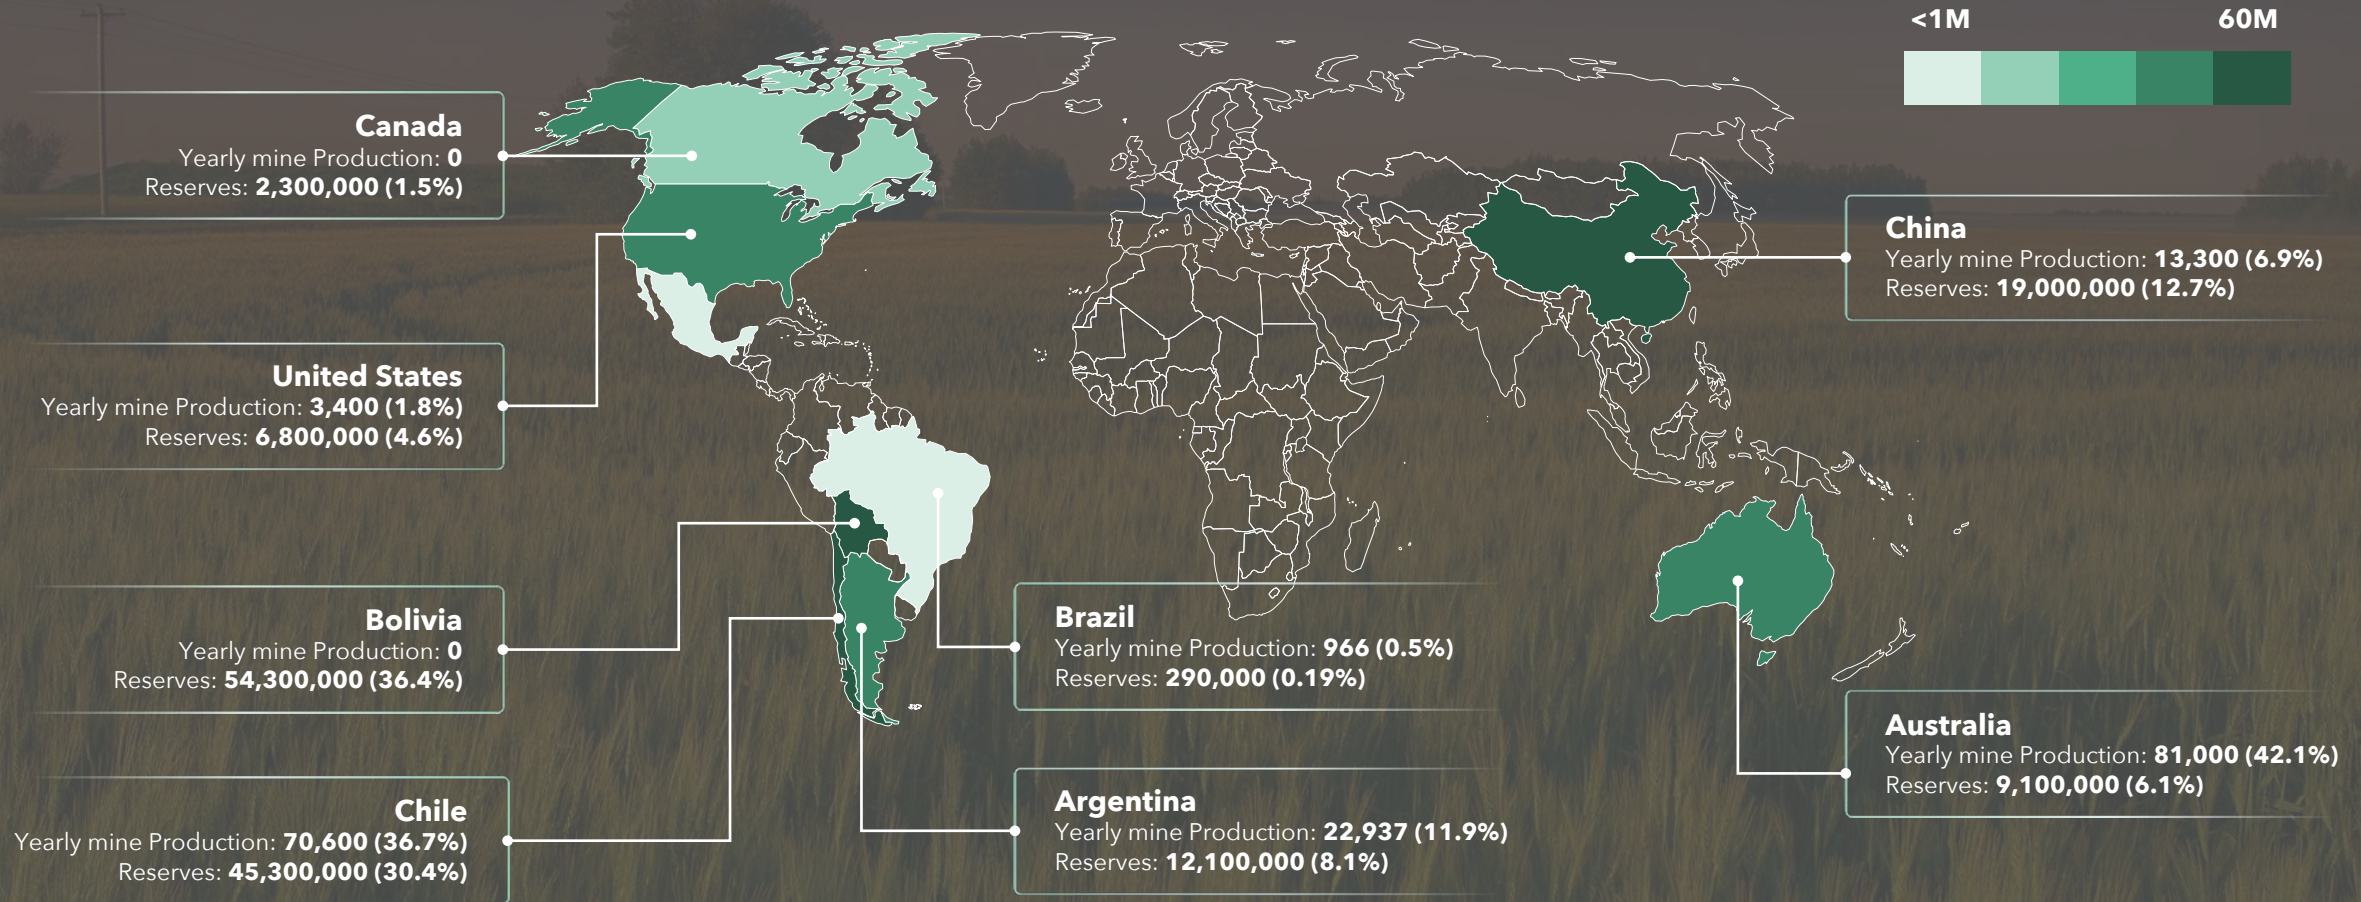 <1M 60M
Canada
Yearly mine Production: 0
Reserves: 2,300,000 (1.5%)
United States
Yearly mine Production: 3,400 (1.8%)
Reserves: 6,800,000 (4.6%)
Bolivia
Yearly mine Production: 0
Reserves: 54,300,000 (36.4%)
Chile
Yearly mine Production: 70,600 (36.7%)
Reserves: 45,300,000 (30.4%)
Brazil
Yearly mine Production: 966 (0.5%)
Reserves: 290,000 (0.19%)
Argentina
Yearly mine Production: 22,937 (11.9%)
Reserves: 12,100,000 (8.1%)
China
Yearly mine Production: 13,300 (6.9%)
Reserves: 19,000,000 (12.7%)
Australia
Yearly mine Production: 81,000 (42.1%)
Reserves: 9,100,000 (6.1%)